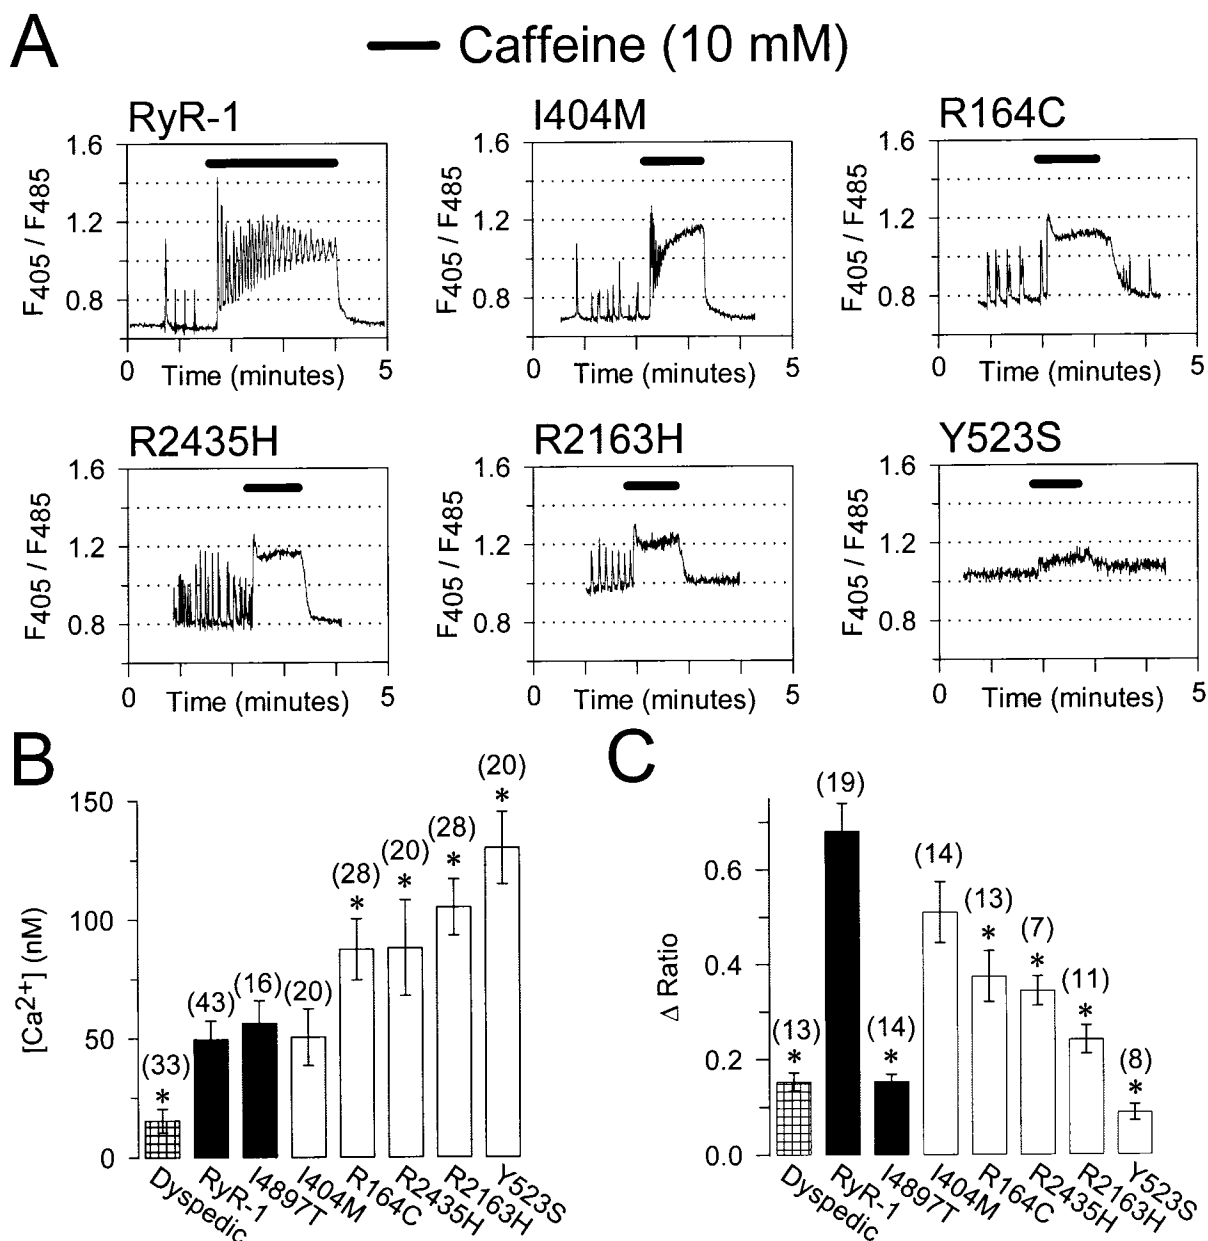 A
Caffeine (10 mM)
RyR-1
I404M
R164C
1.6
1.2
0.8
F405 / F485
0
Time (minutes)
5
1.6
1.2
0.8
F405 / F485
0
Time (minutes)
5
1.6
1.2
0.8
F405 / F485
0
Time (minutes)
5
R2435H
R2163H
Y523S
1.6
1.2
0.8
F405 / F485
0
Time (minutes)
5
1.6
1.2
0.8
F405 / F485
0
Time (minutes)
5
1.6
1.2
0.8
F405 / F485
0
Time (minutes)
5
B
150
100
50
0
[Ca2+] (nM)
(33)
*
(43)
(16)
(20)
(28)
*
(20)
*
(28)
*
(20)
*
Dyspedic
RyR-1
I4897T
I404M
R164C
R2435H
R2163H
Y523S
C
0.6
0.4
0.2
0.0
Δ Ratio
(13)
*
(19)
(14)
*
(14)
(13)
*
(7)
*
(11)
*
(8)
*
Dyspedic
RyR-1
I4897T
I404M
R164C
R2435H
R2163H
Y523S